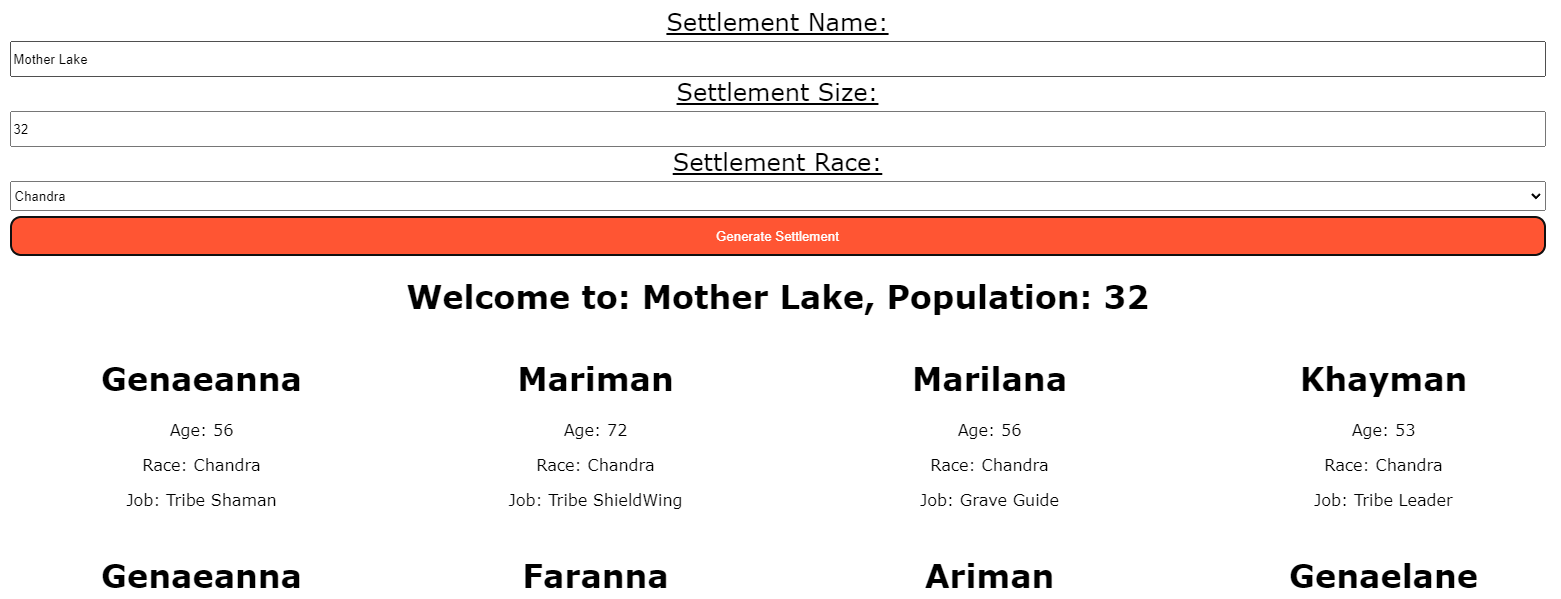 Settlement Name:
Mother Lake
Settlement Size:
32
Settlement Race:
Chandra
Generate Settlement
Welcome to: Mother Lake, Population: 32
Genaeanna Mariman Marilana Khayman
Age: 56 Age: 72 Age: 56 Age: 53
Race: Chandra Race: Chandra Race: Chandra Race: Chandra
Job: Tribe Shaman Job: Tribe ShieldWing Job: Grave Guide Job: Tribe Leader
Genaeanna Faranna Ariman Genaelane